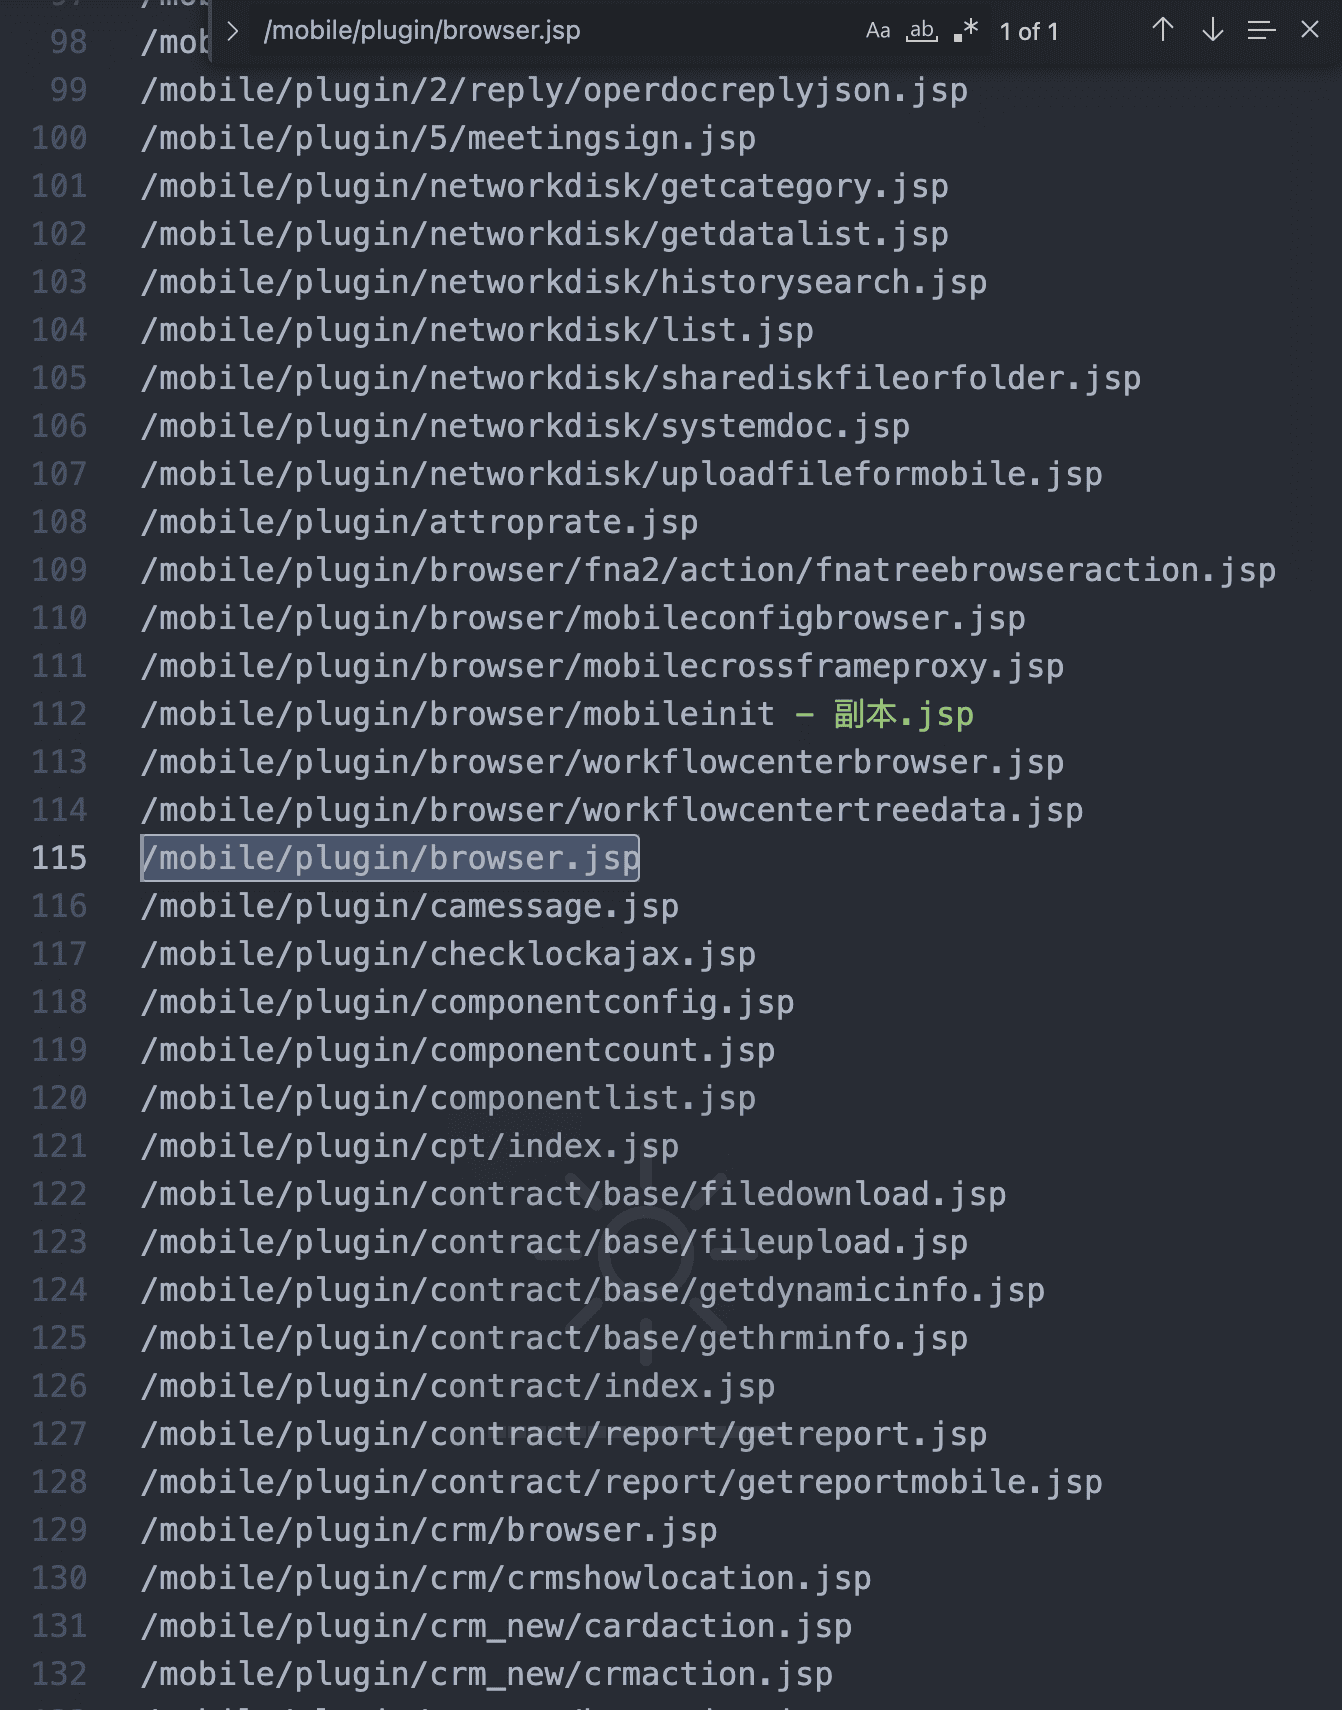 /mobile/plugin/browser.jsp Aa ab .* 1 of 1
98 /mob
99 /mobile/plugin/2/reply/operdocreplyjson.jsp
100 /mobile/plugin/5/meetingsign.jsp
101 /mobile/plugin/networkdisk/getcategory.jsp
102 /mobile/plugin/networkdisk/getdatalist.jsp
103 /mobile/plugin/networkdisk/historysearch.jsp
104 /mobile/plugin/networkdisk/list.jsp
105 /mobile/plugin/networkdisk/sharediskfileorfolder.jsp
106 /mobile/plugin/networkdisk/systemdoc.jsp
107 /mobile/plugin/networkdisk/uploadfileformobile.jsp
108 /mobile/plugin/attroprate.jsp
109 /mobile/plugin/browser/fna2/action/fnatreebrowseraction.jsp
110 /mobile/plugin/browser/mobileconfigbrowser.jsp
111 /mobile/plugin/browser/mobilecrossframeproxy.jsp
112 /mobile/plugin/browser/mobileinit - 副本.jsp
113 /mobile/plugin/browser/workflowcenterbrowser.jsp
114 /mobile/plugin/browser/workflowcentertreedata.jsp
115 /mobile/plugin/browser.jsp
116 /mobile/plugin/camessage.jsp
117 /mobile/plugin/checklockajax.jsp
118 /mobile/plugin/componentconfig.jsp
119 /mobile/plugin/componentcount.jsp
120 /mobile/plugin/componentlist.jsp
121 /mobile/plugin/cpt/index.jsp
122 /mobile/plugin/contract/base/filedownload.jsp
123 /mobile/plugin/contract/base/fileupload.jsp
124 /mobile/plugin/contract/base/getdynamicinfo.jsp
125 /mobile/plugin/contract/base/gethrminfo.jsp
126 /mobile/plugin/contract/index.jsp
127 /mobile/plugin/contract/report/getreport.jsp
128 /mobile/plugin/contract/report/getreportmobile.jsp
129 /mobile/plugin/crm/browser.jsp
130 /mobile/plugin/crm/crmshowlocation.jsp
131 /mobile/plugin/crm_new/cardaction.jsp
132 /mobile/plugin/crm_new/crmaction.jsp